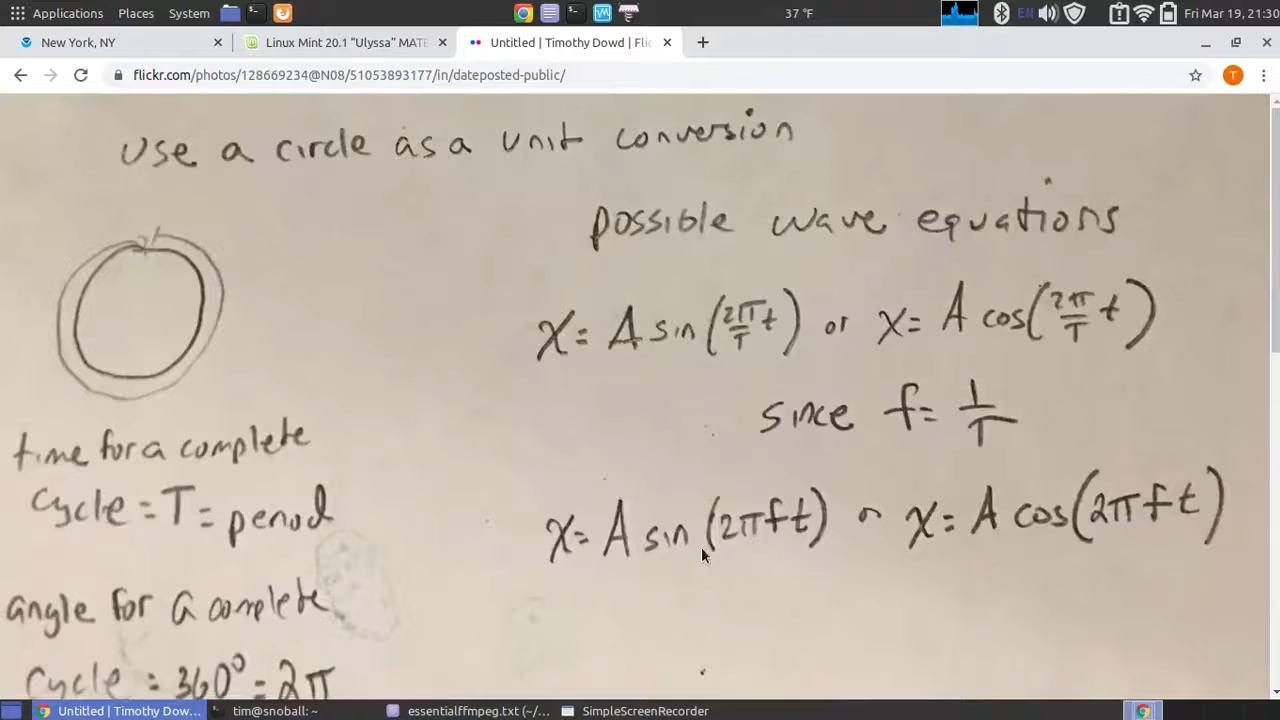 Applications Places System 37 °F EN Fri Mar 19, 21:30
New York, NY Linux Mint 20.1 "Ulyssa" MATE Untitled | Timothy Dowd | Flic
flickr.com/photos/128669234@N08/51053893177/in/dateposted-public/ T
use a circle as a unit conversion
possible wave equations
x = A sin(2π/T t) or x = A cos(2π/T t)
since f = 1/T
x = A sin(2πft) or x = A cos(2πft)
time for a complete
cycle = T = period
angle for a complete
cycle = 360° = 2π
Untitled | Timothy Dow... tim@snoball: ~ essentialffmpeg.txt (~/... SimpleScreenRecorder